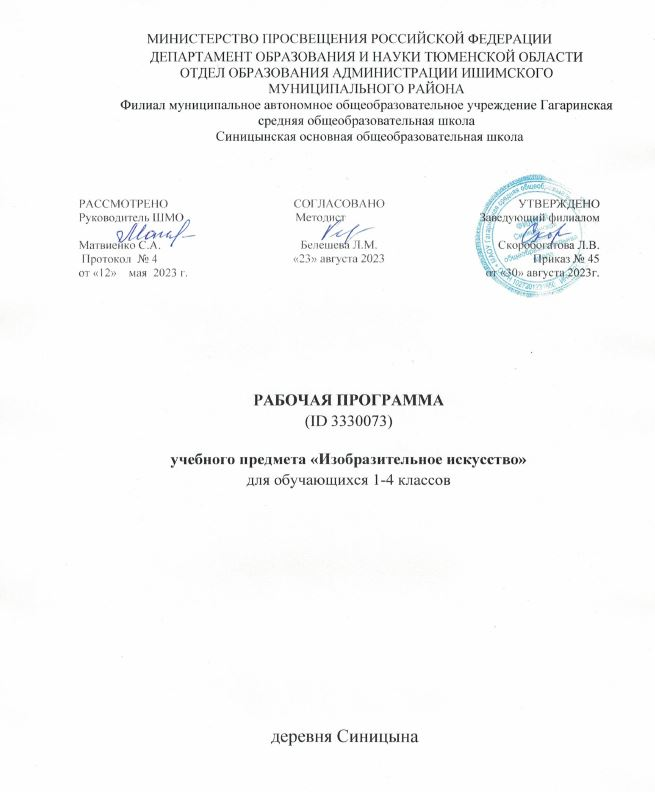 МИНИСТЕРСТВО ПРОСВЕЩЕНИЯ РОССИЙСКОЙ ФЕДЕРАЦИИ
ДЕПАРТАМЕНТ ОБРАЗОВАНИЯ И НАУКИ ТЮМЕНСКОЙ ОБЛАСТИ
ОТДЕЛ ОБРАЗОВАНИЯ АДМИНИСТРАЦИИ ИШИМСКОГО
МУНИЦИПАЛЬНОГО РАЙОНА
Филиал муниципальное автономное общеобразовательное учреждение Гагаринская
средняя общеобразовательная школа
Синицынская основная общеобразовательная школа
РАССМОТРЕНО СОГЛАСОВАНО УТВЕРЖДЕНО
Руководитель ШМО Методист Заведующий филиалом
Матвиенко С.А. Белешева Л.М. Скоробогатова Л.В.
Протокол № 4 «23» августа 2023 Приказ № 45
от «12» мая 2023 г. от «30» августа 2023г.
РАБОЧАЯ ПРОГРАММА
(ID 3330073)
учебного предмета «Изобразительное искусство»
для обучающихся 1-4 классов
деревня Синицына